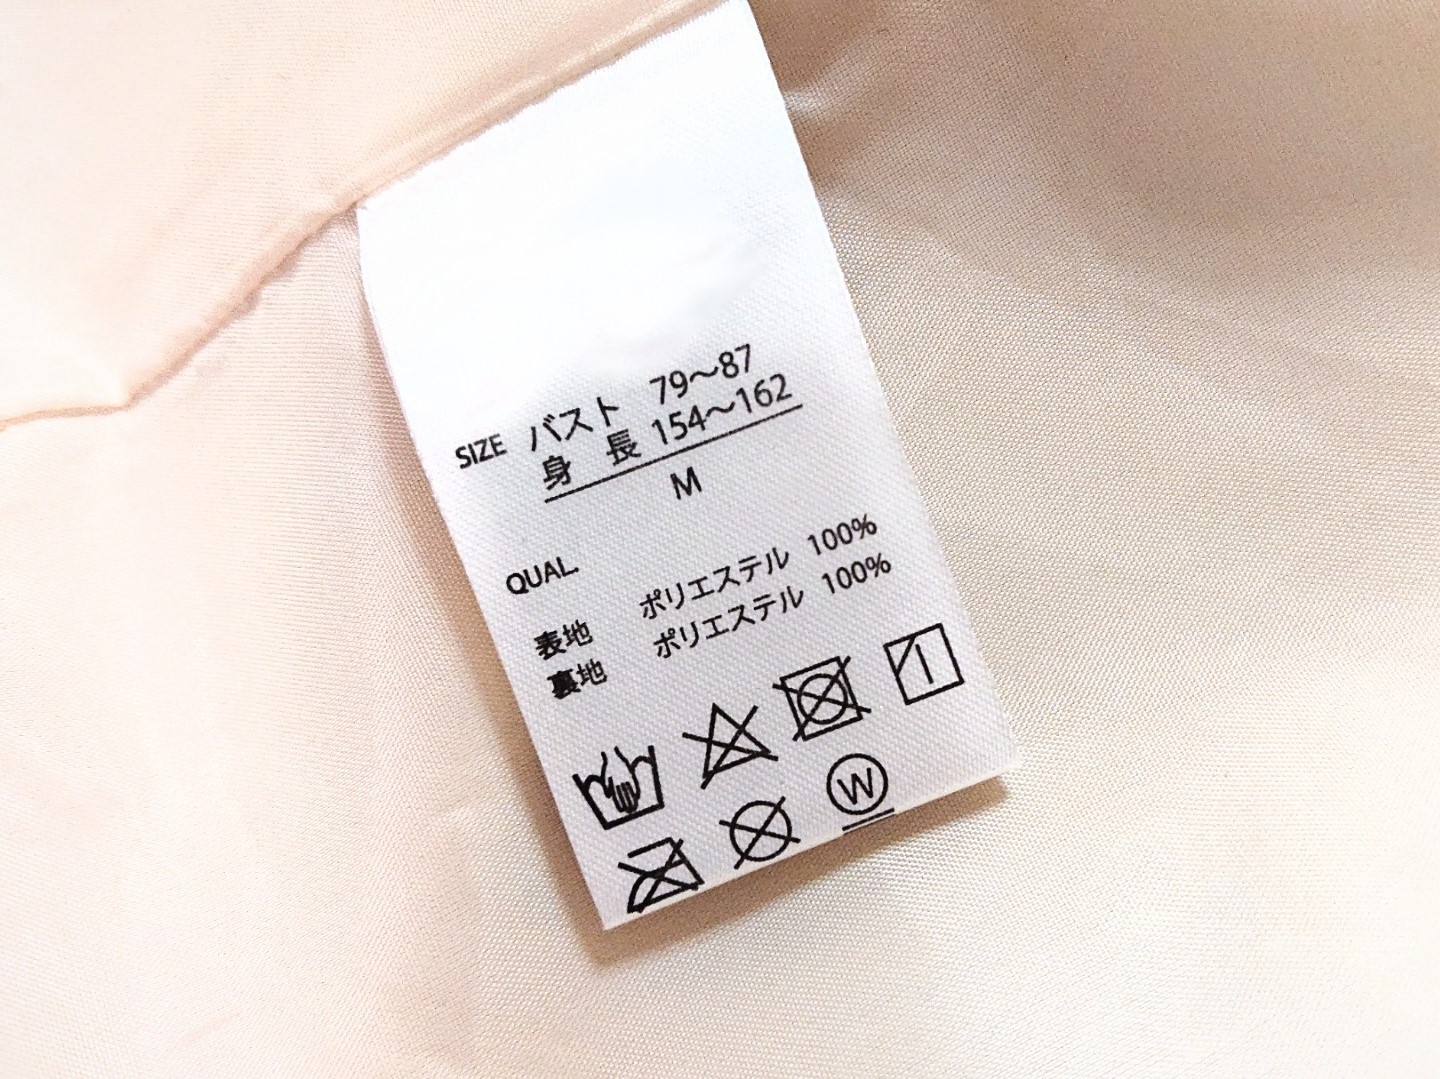 SIZE バスト 79〜87
身 長 154〜162
M
QUAL.
表地 ポリエステル 100%
裏地 ポリエステル 100%
W